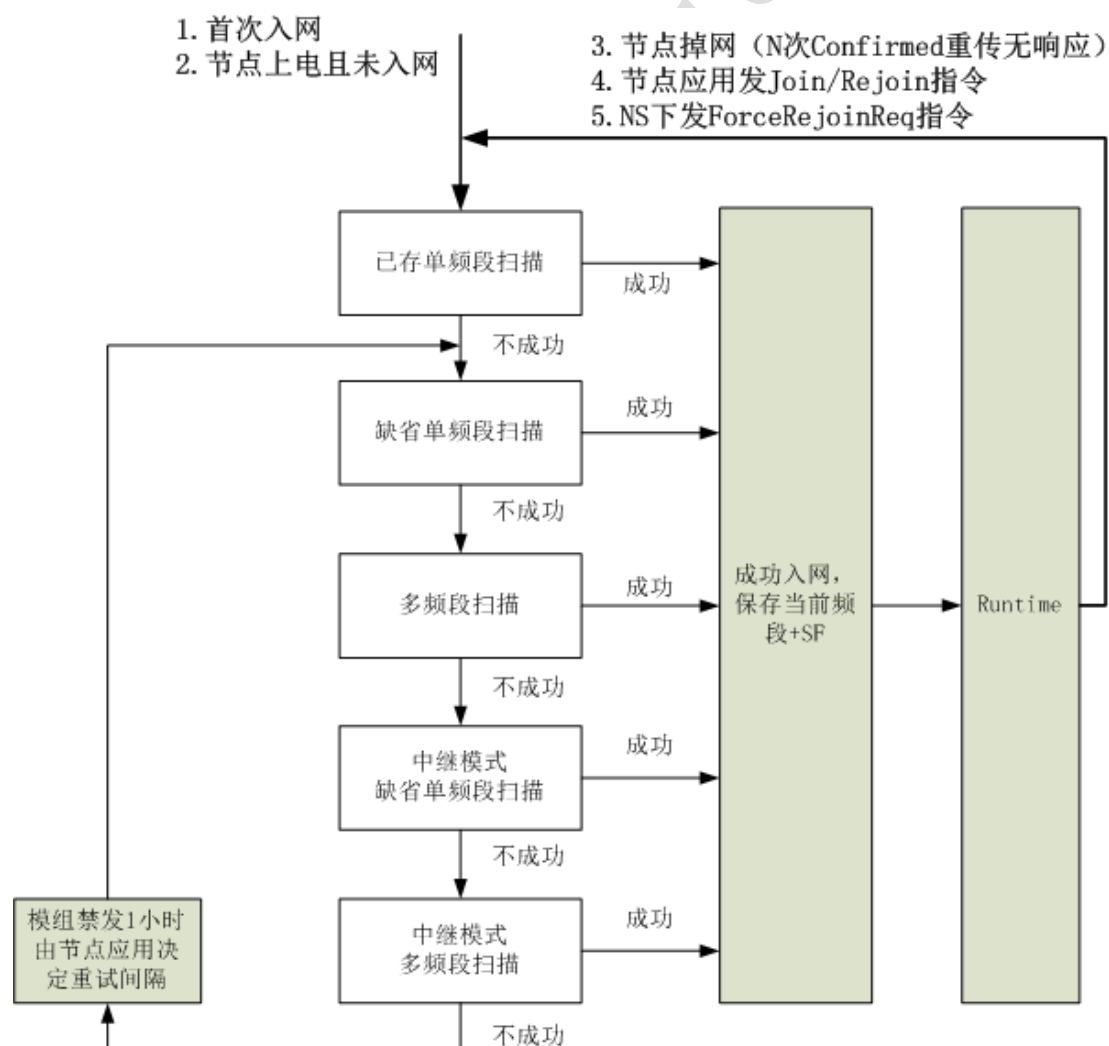 1. 首次入网
2. 节点上电且未入网
3. 节点掉网（N次Confirmed重传无响应）
4. 节点应用发Join/Rejoin指令
5. NS下发ForceRejoinReq指令
已存单频段扫描
成功
不成功
缺省单频段扫描
成功
不成功
多频段扫描
成功
不成功
中继模式
缺省单频段扫描
成功
不成功
中继模式
多频段扫描
成功
不成功
成功入网，
保存当前频
段+SF
Runtime
模组禁发1小时
由节点应用决
定重试间隔